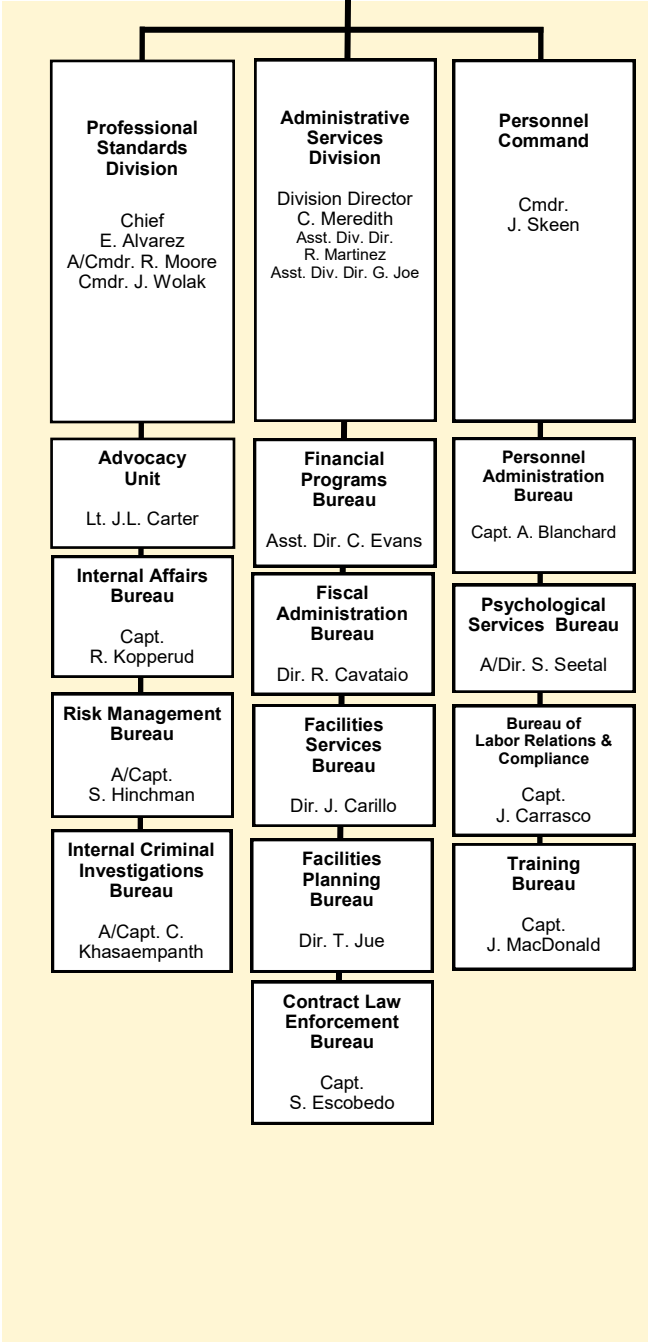 Professional
Standards
Division
Chief
E. Alvarez
A/Cmdr. R. Moore
Cmdr. J. Wolak
Advocacy
Unit
Lt. J.L. Carter
Internal Affairs
Bureau
Capt.
R. Kopperud
Risk Management
Bureau
A/Capt.
S. Hinchman
Internal Criminal
Investigations
Bureau
A/Capt. C.
Khasaempanth
Administrative
Services
Division
Division Director
C. Meredith
Asst. Div. Dir.
R. Martinez
Asst. Div. Dir. G. Joe
Financial
Programs
Bureau
Asst. Dir. C. Evans
Fiscal
Administration
Bureau
Dir. R. Cavataio
Facilities
Services
Bureau
Dir. J. Carillo
Facilities
Planning
Bureau
Dir. T. Jue
Contract Law
Enforcement
Bureau
Capt.
S. Escobedo
Personnel
Command
Cmdr.
J. Skeen
Personnel
Administration
Bureau
Capt. A. Blanchard
Psychological
Services Bureau
A/Dir. S. Seetal
Bureau of
Labor Relations &
Compliance
Capt.
J. Carrasco
Training
Bureau
Capt.
J. MacDonald